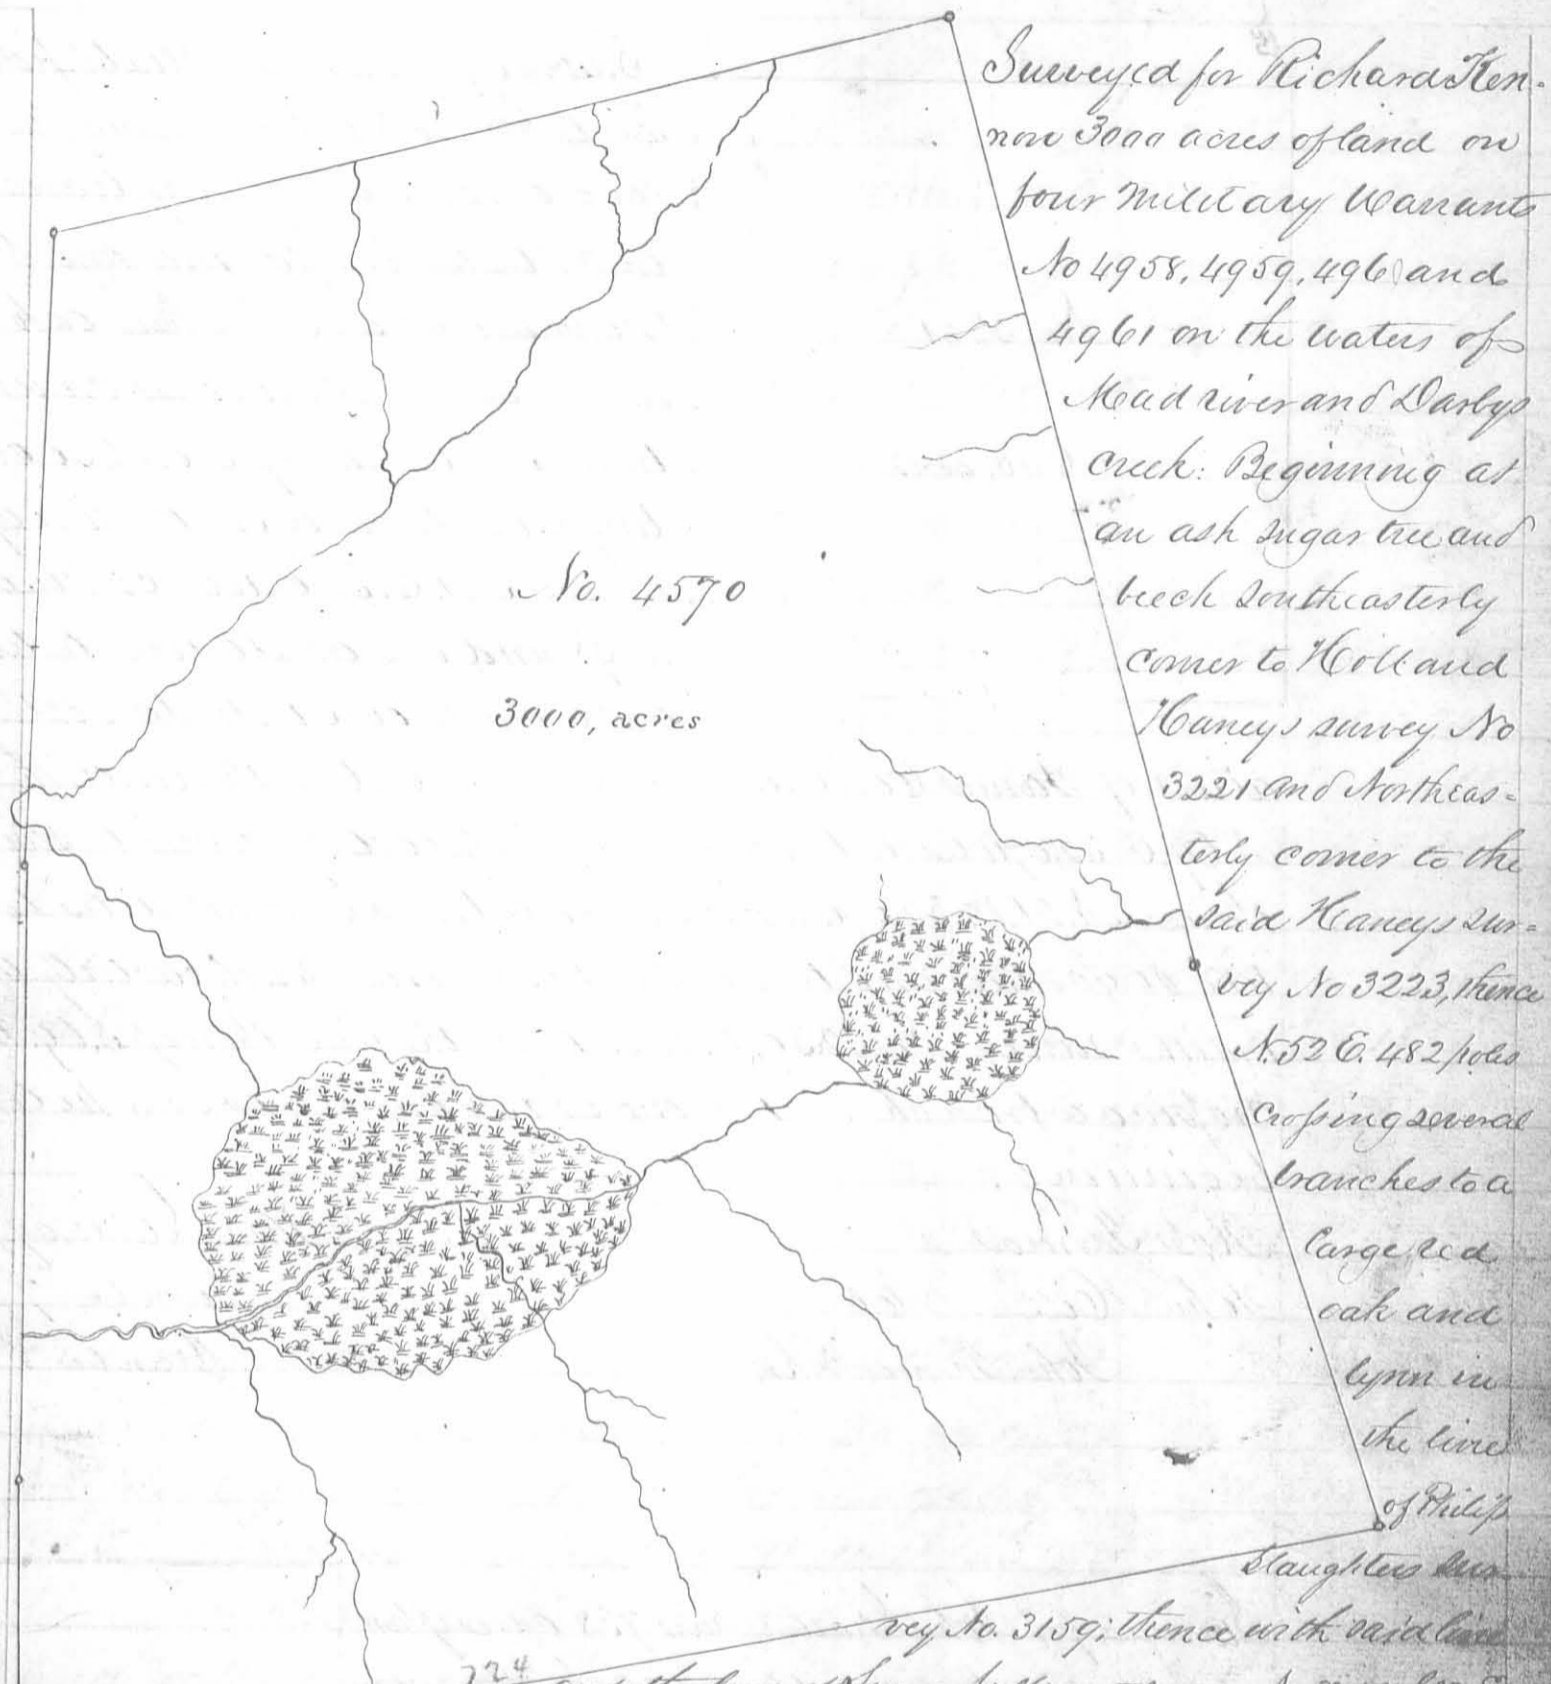 Surveyed for Richard Ken-
non 3000 acres of land on
four Military Warrants
No 4958, 4959, 4960 and
4961 on the waters of
Mad river and Darbys
Creek: Beginning at
an ash sugar tree and
beech Southeasterly
corner to Holland
Haneys survey No
3221 and Northeas=
terly corner to the
said Haneys sur=
vey No 3223, thence
N. 52 E. 482 poles
Crossing several
branches to a
large red
oak and
lynn in
the line
of Philip
Slaughters sur
vey No. 3159; thence with said line
No. 4570
3000, acres
224